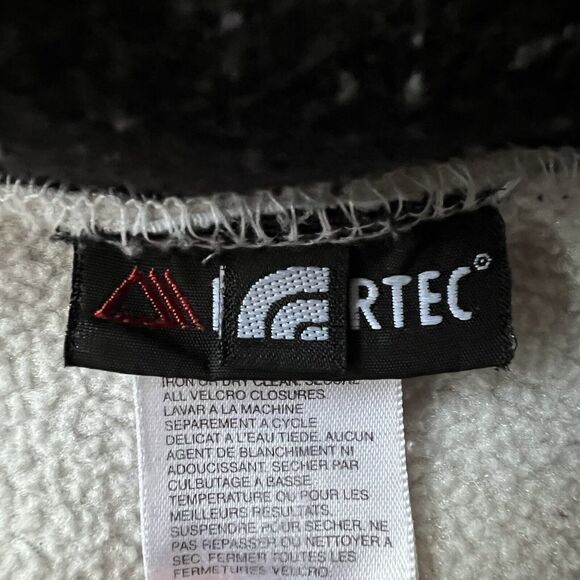 RTEC°
IRON OR DRY CLEAN. SECURE
ALL VELCRO CLOSURES.
LAVAR A LA MACHINE
SEPAREMENT A CYCLE
DELICAT A L'EAU TIEDE. AUCUN
AGENT DE BLANCHIMENT NI
ADOUCISSANT. SECHER PAR
CULBUTAGE A BASSE
TEMPERATURE OU POUR LES
MEILLEURS RESULTATS,
SUSPENDRE POUR SECHER. NE
PAS REPASSER OU NETTOYER A
SEC. FERMER TOUTES LES
FERMETURES VELCRO.